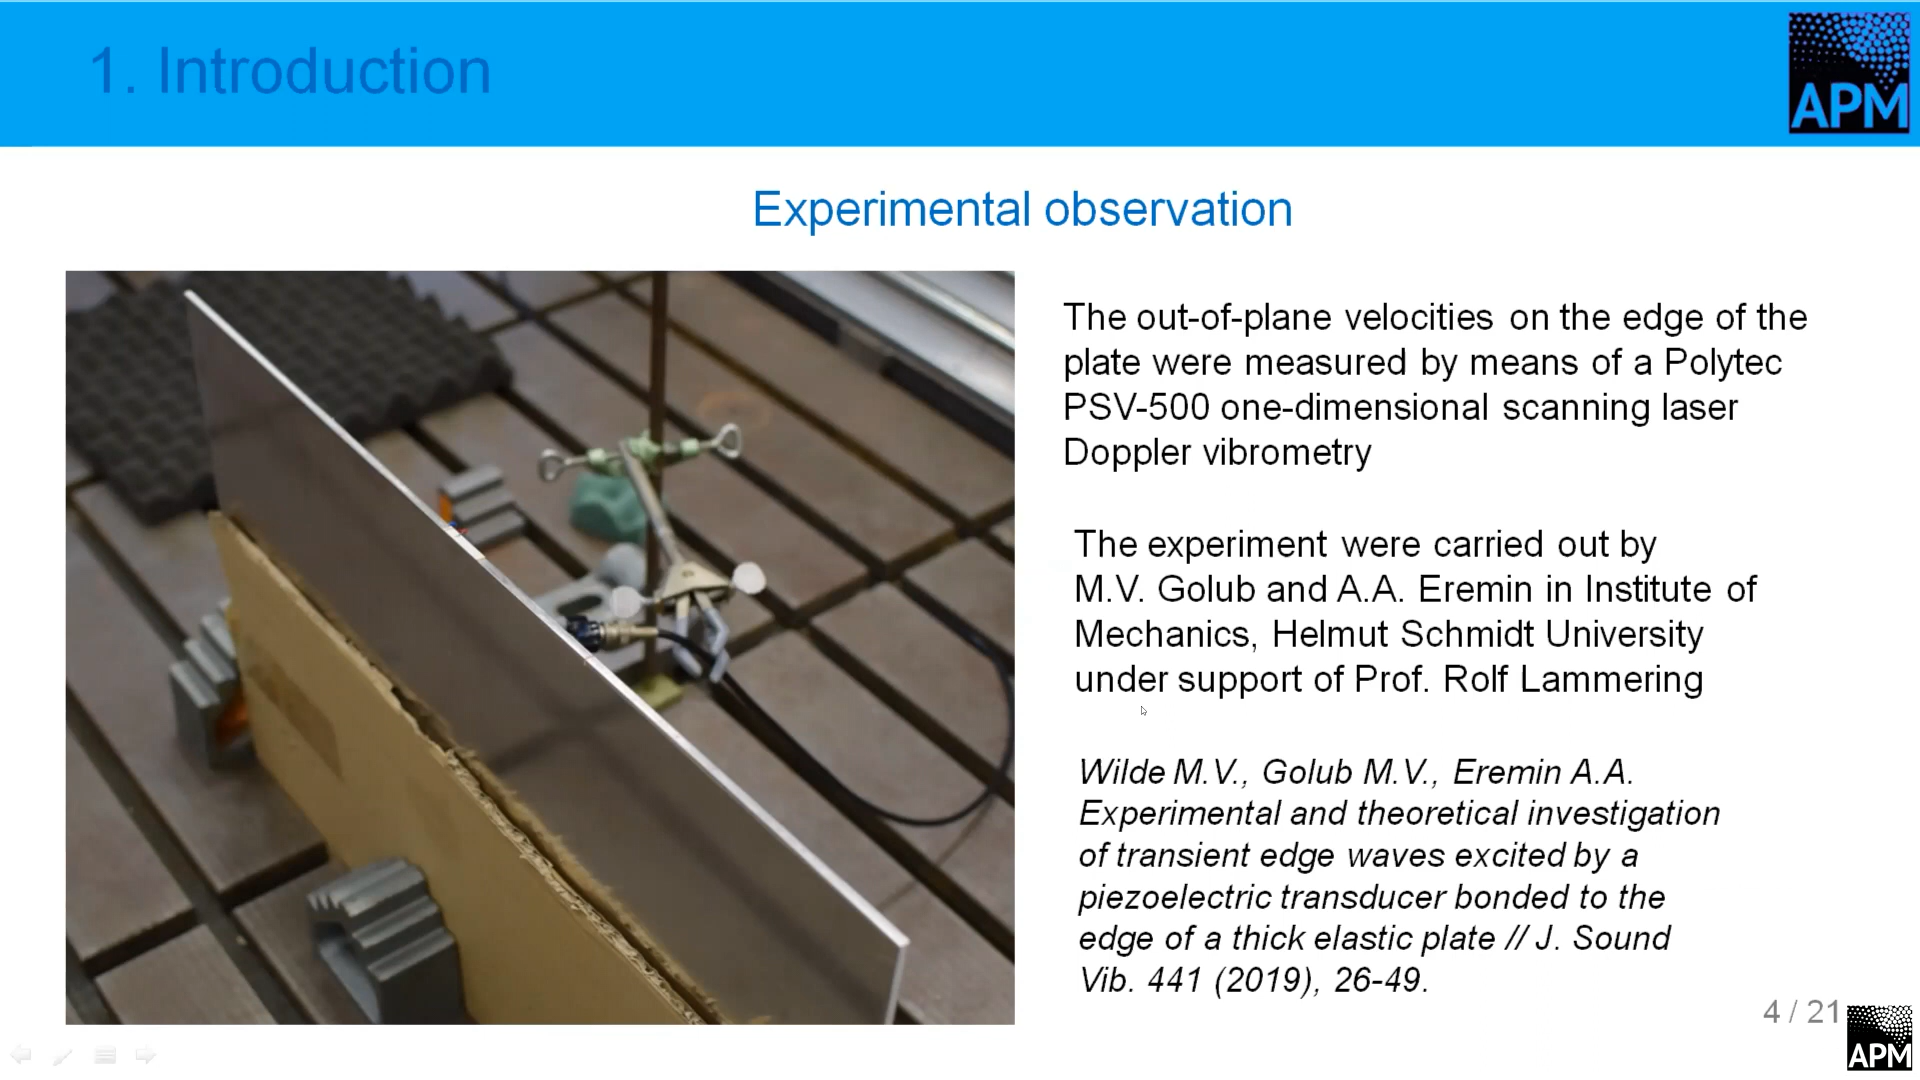 1. Introduction
APM
Experimental observation
The out-of-plane velocities on the edge of the
plate were measured by means of a Polytec
PSV-500 one-dimensional scanning laser
Doppler vibrometry
The experiment were carried out by
M.V. Golub and A.A. Eremin in Institute of
Mechanics, Helmut Schmidt University
under support of Prof. Rolf Lammering
Wilde M.V., Golub M.V., Eremin A.A.
Experimental and theoretical investigation
of transient edge waves excited by a
piezoelectric transducer bonded to the
edge of a thick elastic plate // J. Sound
Vib. 441 (2019), 26-49.
4 / 21
APM